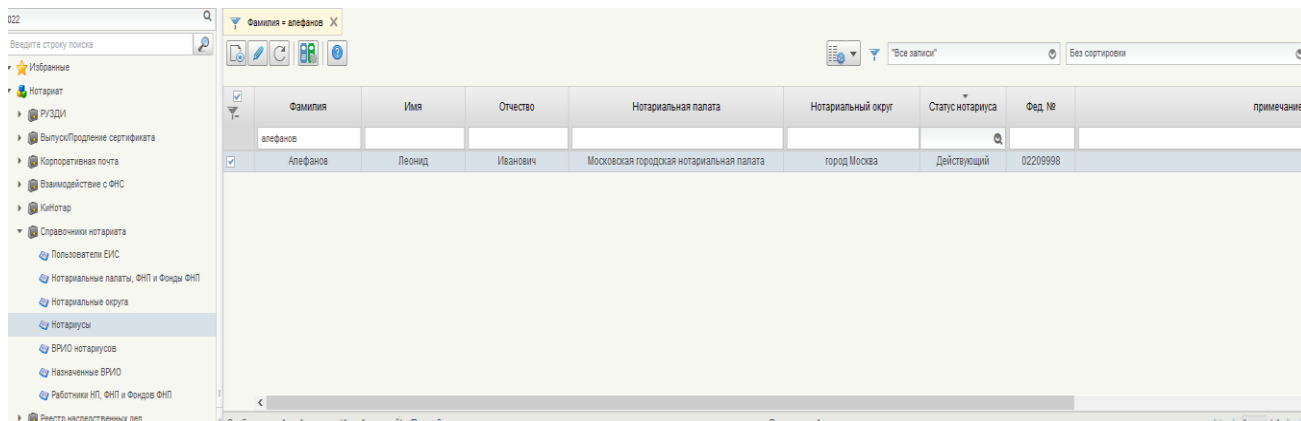 022
Фамилия = алефанов X
Введите строку поиска
"Все записи"
Без сортировки
Избранные
Нотариат
РУЗДИ
Выпуск/Продление сертификата
Корпоративная почта
Взаимодействие с ФНС
КиНотар
Справочники нотариата
Пользователи ЕИС
Нотариальные палаты, ФНП и Фонды ФНП
Нотариальные округа
Нотариусы
ВРИО нотариусов
Назначенные ВРИО
Работники НП, ФНП и Фондов ФНП
Реестр наследственных дел
Фамилия Имя Отчество Нотариальная палата Нотариальный округ Статус нотариуса Фед. № примечание
алефанов
Алефанов Леонид Иванович Московская городская нотариальная палата город Москва Действующий 02209998